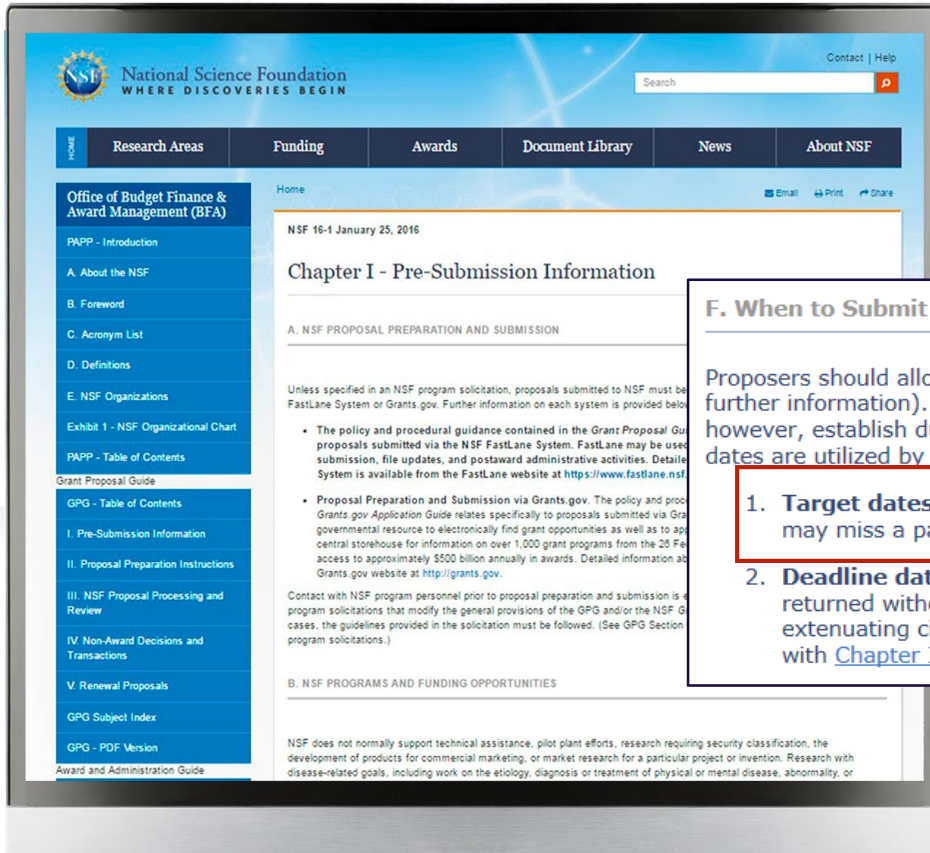 Contact | Help
NSF
National Science Foundation
WHERE DISCOVERIES BEGIN
Search
HOME
Research Areas
Funding
Awards
Document Library
News
About NSF
Office of Budget Finance &
Award Management (BFA)
PAPP - Introduction
A. About the NSF
B. Foreword
C. Acronym List
D. Definitions
E. NSF Organizations
Exhibit 1 - NSF Organizational Chart
PAPP - Table of Contents
Grant Proposal Guide
GPG - Table of Contents
I. Pre-Submission Information
II. Proposal Preparation Instructions
III. NSF Proposal Processing and
Review
IV. Non-Award Decisions and
Transactions
V. Renewal Proposals
GPG Subject Index
GPG - PDF Version
Award and Administration Guide
Home
Email Print Share
NSF 16-1 January 25, 2016
Chapter I - Pre-Submission Information
A. NSF PROPOSAL PREPARATION AND SUBMISSION
Unless specified in an NSF program solicitation, proposals submitted to NSF must be
FastLane System or Grants.gov. Further information on each system is provided belo
• The policy and procedural guidance contained in the Grant Proposal Gu
proposals submitted via the NSF FastLane System. FastLane may be used
submission, file updates, and postaward administrative activities. Detaile
System is available from the FastLane website at https://www.fastlane.nsf.
• Proposal Preparation and Submission via Grants.gov. The policy and proc
Grants.gov Application Guide relates specifically to proposals submitted via Gra
governmental resource to electronically find grant opportunities as well as to ap
central storehouse for information on over 1,000 grant programs from the 26 Fe
access to approximately $500 billion annually in awards. Detailed information ab
Grants.gov website at http://grants.gov.
Contact with NSF program personnel prior to proposal preparation and submission is e
program solicitations that modify the general provisions of the GPG and/or the NSF G
cases, the guidelines provided in the solicitation must be followed. (See GPG Section
program solicitations.)
B. NSF PROGRAMS AND FUNDING OPPORTUNITIES
NSF does not normally support technical assistance, pilot plant efforts, research requiring security classification, the
development of products for commercial marketing, or market research for a particular project or invention. Research with
disease-related goals, including work on the etiology, diagnosis or treatment of physical or mental disease, abnormality, or
F. When to Submit
Proposers should allo
further information).
however, establish d
dates are utilized by
1. Target dates
may miss a pa
2. Deadline dat
returned with
extenuating c
with Chapter